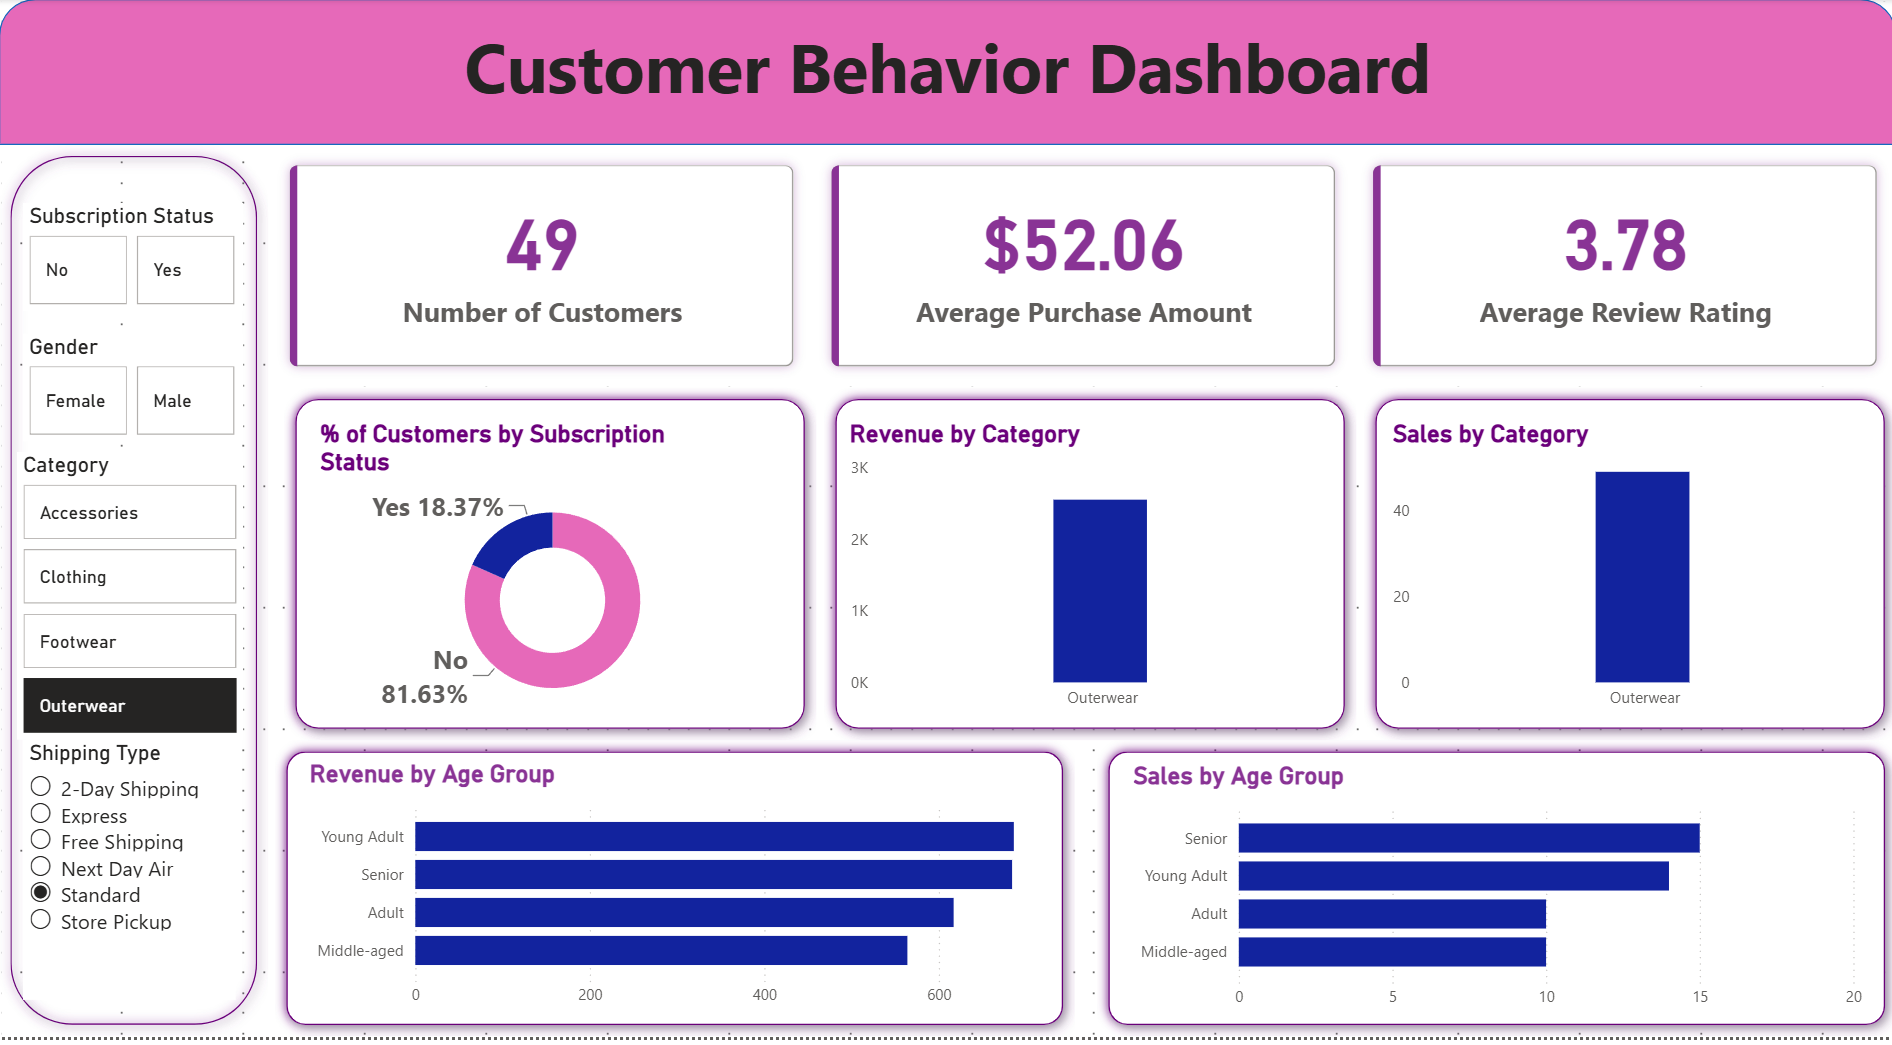 Customer Behavior Dashboard
Subscription Status
No
Yes
Gender
Female
Male
Category
Accessories
Clothing
Footwear
Outerwear
Shipping Type
2-Day Shipping
Express
Free Shipping
Next Day Air
Standard
Store Pickup
49
Number of Customers
$52.06
Average Purchase Amount
3.78
Average Review Rating
% of Customers by Subscription
Status
Yes 18.37%
No
81.63%
Revenue by Category
3K
2K
1K
0K
Outerwear
Sales by Category
40
20
0
Outerwear
Revenue by Age Group
Young Adult
Senior
Adult
Middle-aged
0 200 400 600
Sales by Age Group
Senior
Young Adult
Adult
Middle-aged
0 5 10 15 20